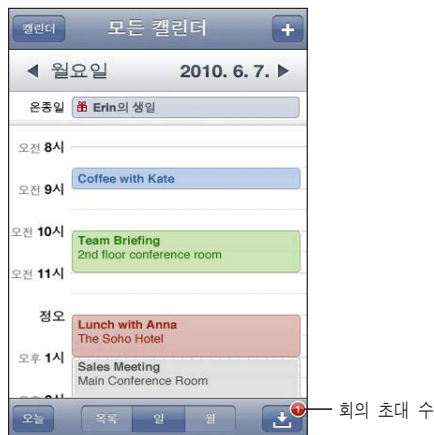 캘린더 모든 캘린더 +
월요일 2010. 6. 7.
온종일 Erin의 생일
오전 8시
Coffee with Kate
오전 9시
오전 10시
Team Briefing
2nd floor conference room
오전 11시
정오
Lunch with Anna
The Soho Hotel
오후 1시
Sales Meeting
Main Conference Room
오늘 목록 일 월 1 회의 초대 수